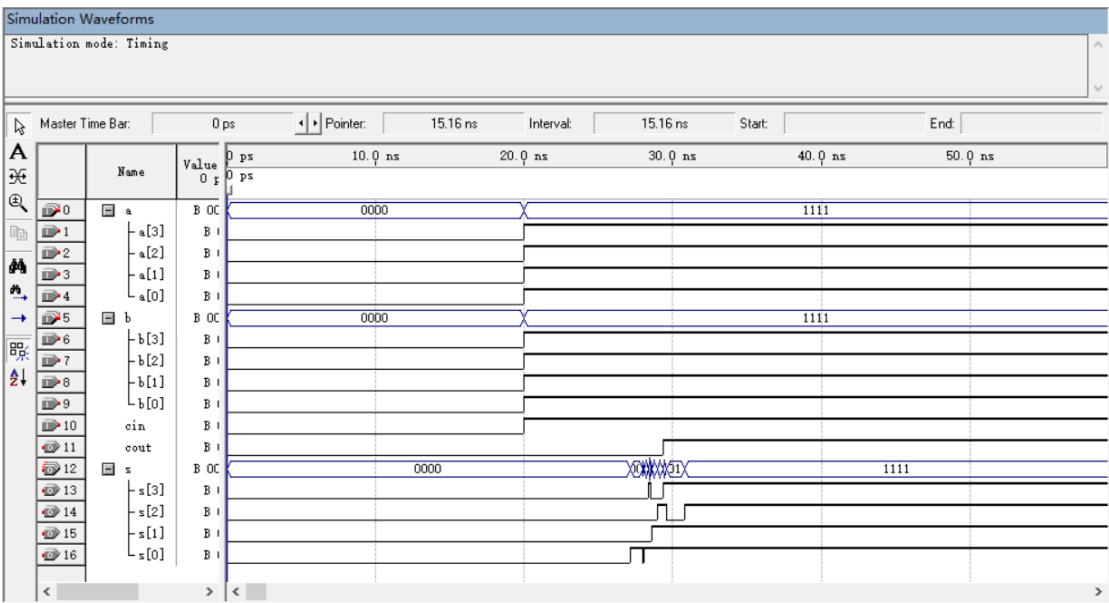 Simulation Waveforms
Simulation mode: Timing
Master Time Bar: 0 ps Pointer: 15.16 ns Interval: 15.16 ns Start: End:
Name Value 0 ps 10.0 ns 20.0 ns 30.0 ns 40.0 ns 50.0 ns
0 ps
0 a B 0000 1111
1 a[3] B
2 a[2] B
3 a[1] B
4 a[0] B
5 b B 0000 1111
6 b[3] B
7 b[2] B
8 b[1] B
9 b[0] B
10 cin B
11 cout B
12 s B 0000 1111
13 s[3] B
14 s[2] B
15 s[1] B
16 s[0] B